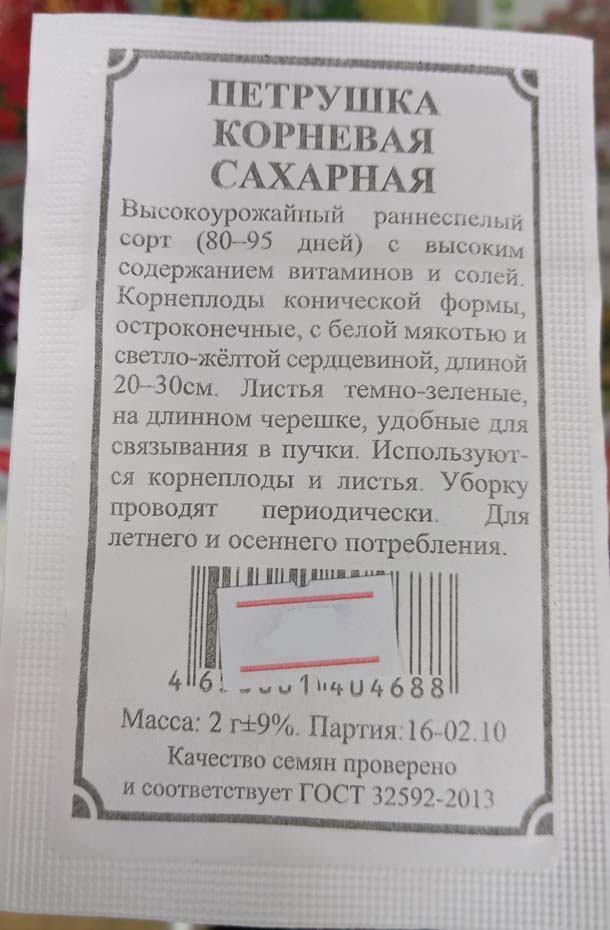 ПЕТРУШКА
КОРНЕВАЯ
САХАРНАЯ
Высокоурожайный раннеспелый
сорт (80–95 дней) с высоким
содержанием витаминов и солей.
Корнеплоды конической формы,
остроконечные, с белой мякотью и
светло-жёлтой сердцевиной, длиной
20–30см. Листья темно-зеленые,
на длинном черешке, удобные для
связывания в пучки. Используют-
ся корнеплоды и листья. Уборку
проводят периодически. Для
летнего и осеннего потребления.
404688
Масса: 2 г±9%. Партия:16-02.10
Качество семян проверено
и соответствует ГОСТ 32592-2013